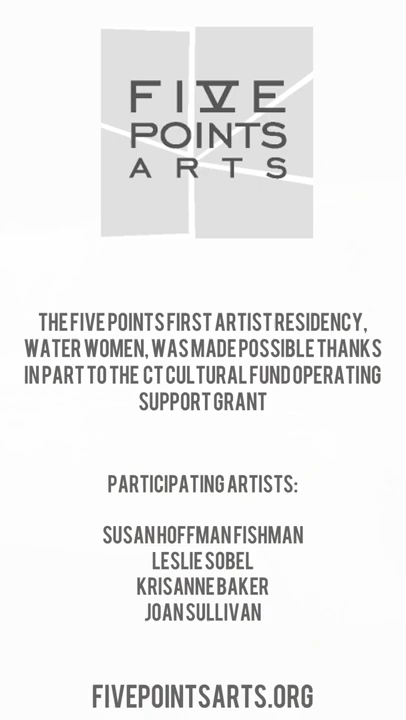 FIVE
POINTS
ARTS
THE FIVE POINTS FIRST ARTIST RESIDENCY,
WATER WOMEN, WAS MADE POSSIBLE THANKS
IN PART TO THE CT CULTURAL FUND OPERATING
SUPPORT GRANT
PARTICIPATING ARTISTS:
SUSAN HOFFMAN FISHMAN
LESLIE SOBEL
KRISANNE BAKER
JOAN SULLIVAN
FIVEPOINTSARTS.ORG